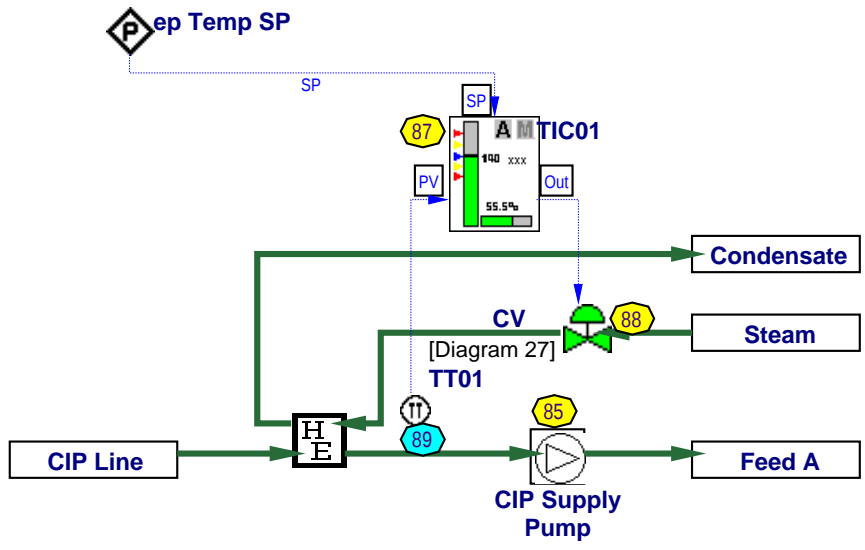 P
ep Temp SP
SP
SP
87
A M
TIC01
140 xxx
PV
Out
55.5%
Condensate
CV
88
Steam
[Diagram 27]
TT01
TT
85
H
E
89
CIP Line
Feed A
CIP Supply
Pump